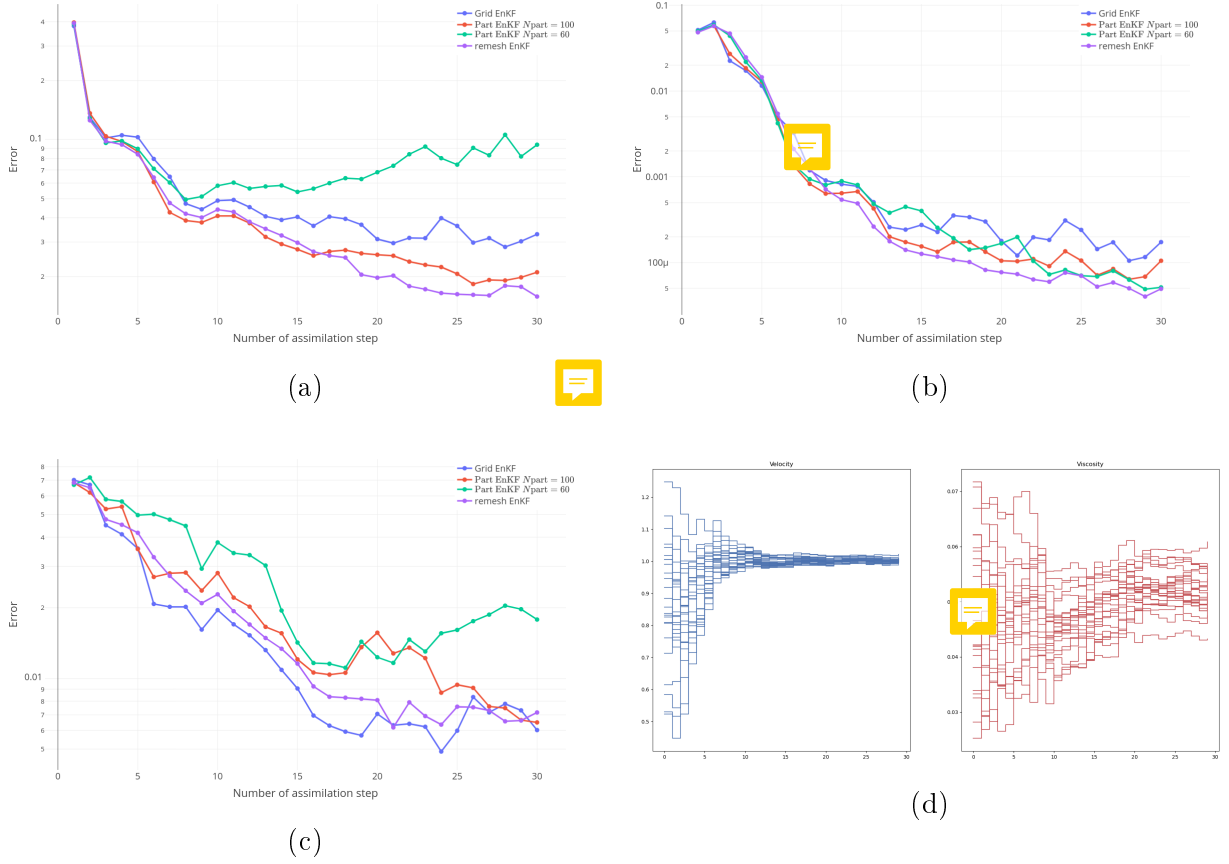 Grid EnKF
Part EnKF Npart = 100
Part EnKF Npart = 60
remesh EnKF
4
3
2
0.1
9
8
7
6
5
4
3
2
Error
0 5 10 15 20 25 30
Number of assimilation step
(a)
Grid EnKF
Part EnKF Npart = 100
Part EnKF Npart = 60
remesh EnKF
0.1
5
2
0.01
5
2
0.001
5
2
100μ
5
Error
0 5 10 15 20 25 30
Number of assimilation step
(b)
Grid EnKF
Part EnKF Npart = 100
Part EnKF Npart = 60
remesh EnKF
8
7
6
5
4
3
2
0.01
9
8
7
6
5
Error
0 5 10 15 20 25 30
Number of assimilation step
(c)
Velocity
1.2
1.1
1.0
0.9
0.8
0.7
0.6
0.5
0 5 10 15 20 25 30
Viscosity
0.07
0.06
0.04
0.03
0 5 10 15 20 25 30
(d)